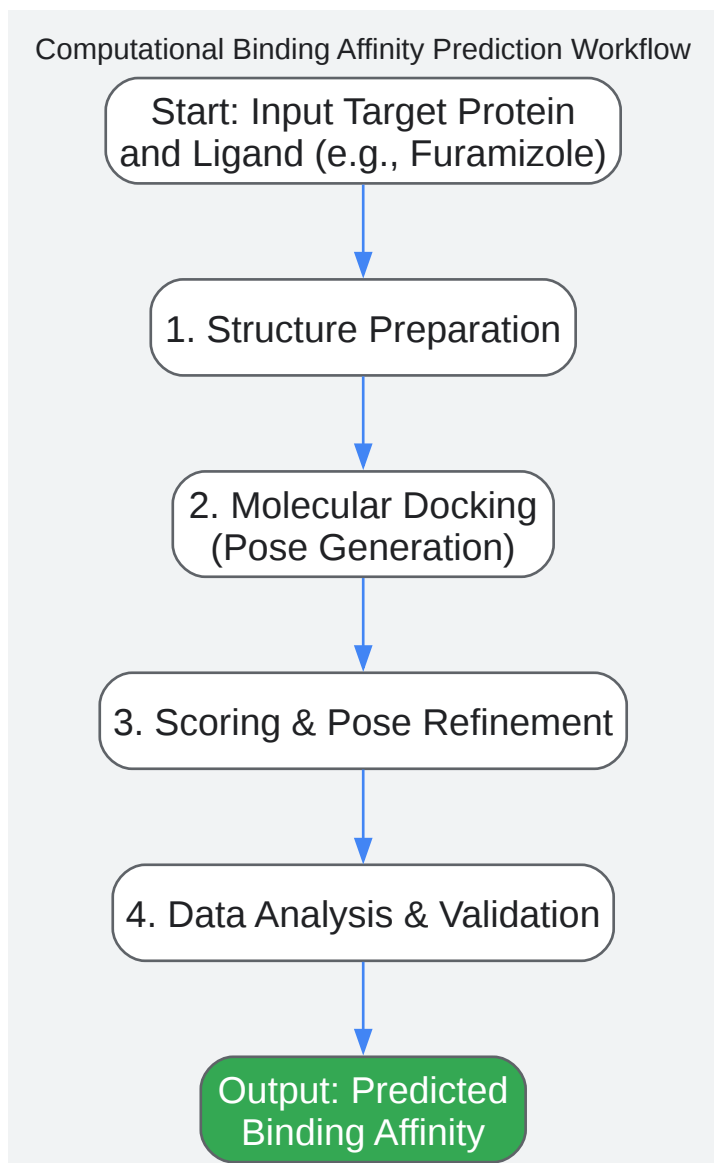 Computational Binding Affinity Prediction Workflow
Start: Input Target Protein
and Ligand (e.g., Furamizole)
1. Structure Preparation
2. Molecular Docking
(Pose Generation)
3. Scoring & Pose Refinement
4. Data Analysis & Validation
Output: Predicted
Binding Affinity